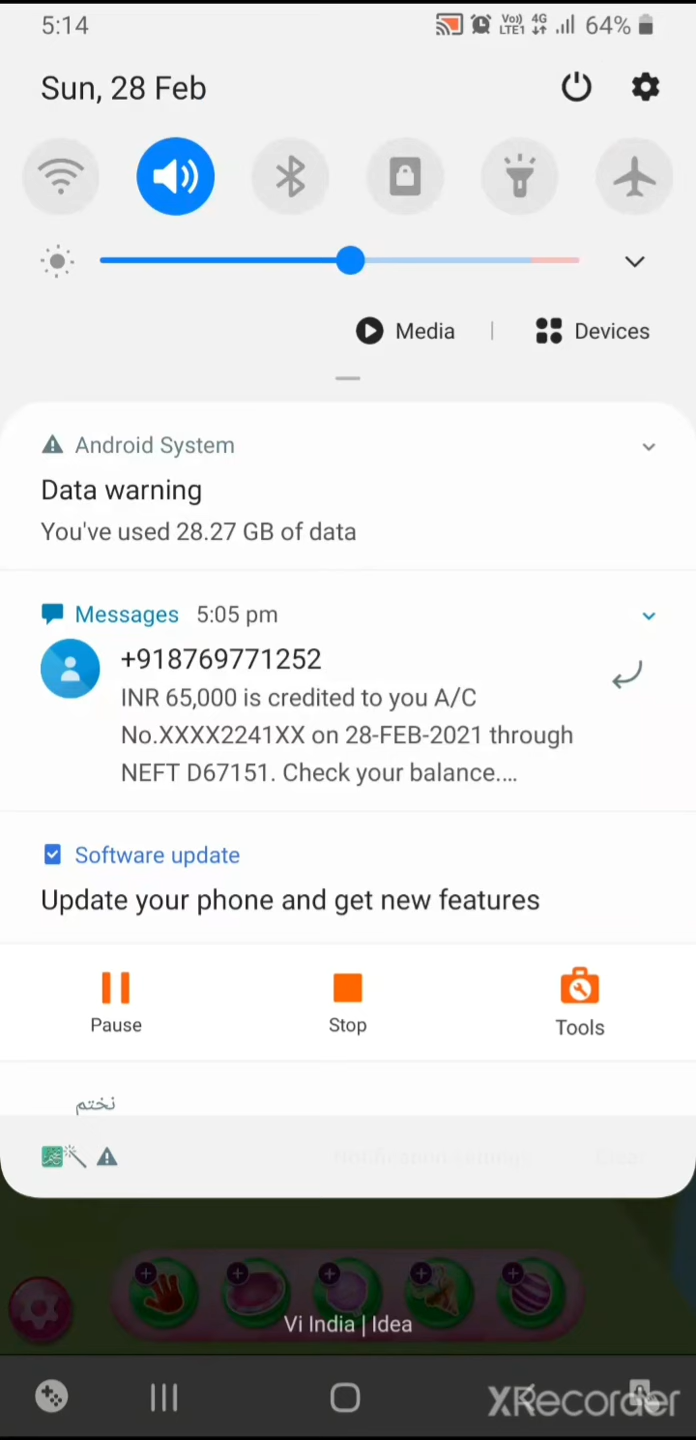 5:14
Vo)) LTE1 4G 64%
Sun, 28 Feb
Media | Devices
Android System
Data warning
You've used 28.27 GB of data
Messages 5:05 pm
+918769771252
INR 65,000 is credited to you A/C
No.XXXX2241XX on 28-FEB-2021 through
NEFT D67151. Check your balance....
Software update
Update your phone and get new features
Pause
Stop
Tools
نختم
Vi India | Idea
XRecorder